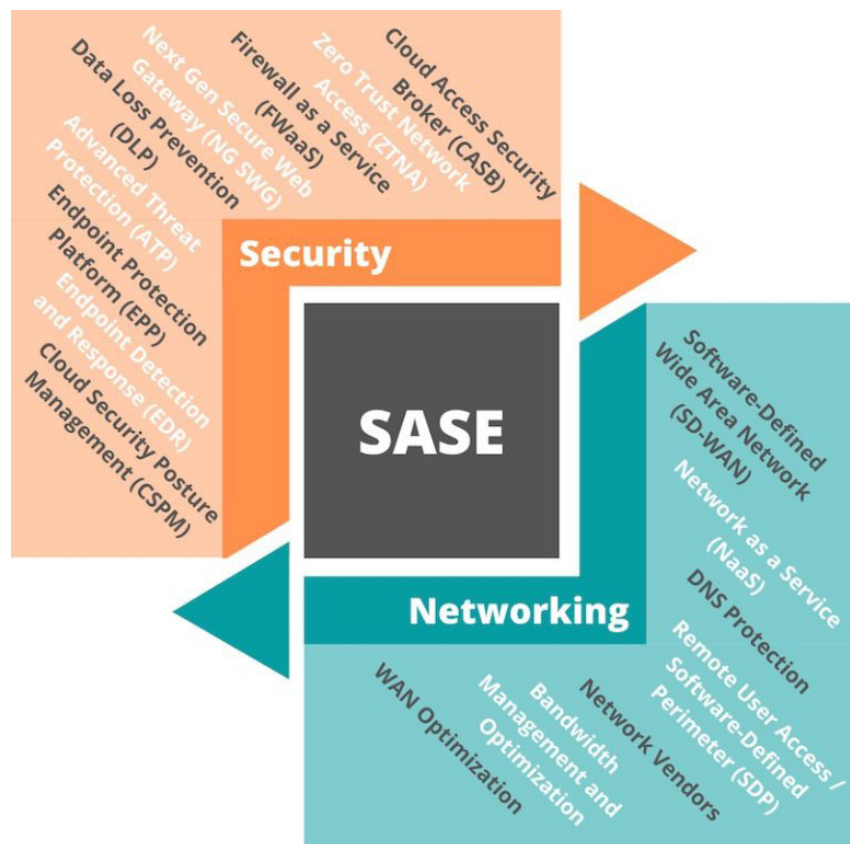 Cloud Access Security
Broker (CASB)
Zero Trust Network
Access (ZTNA)
Firewall as a Service
(FWaaS)
Next Gen Secure Web
Gateway (NG SWG)
Data Loss Prevention
(DLP)
Advanced Threat
Protection (ATP)
Endpoint Protection
Platform (EPP)
Endpoint Detection
and Response (EDR)
Cloud Security Posture
Management (CSPM)
Security
SASE
Networking
Software-Defined
Wide Area Network
(SD-WAN)
Network as a Service
(NaaS)
DNS Protection
Remote User Access /
Software-Defined
Perimeter (SDP)
Network Vendors
Bandwidth
Management and
Optimization
WAN Optimization